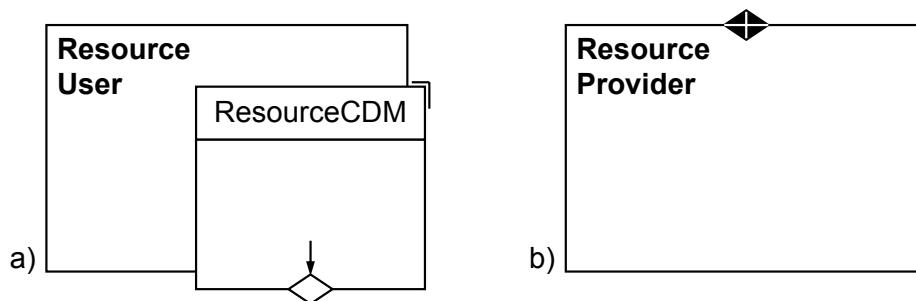 Resource
User
ResourceCDM
a)
Resource
Provider
b)